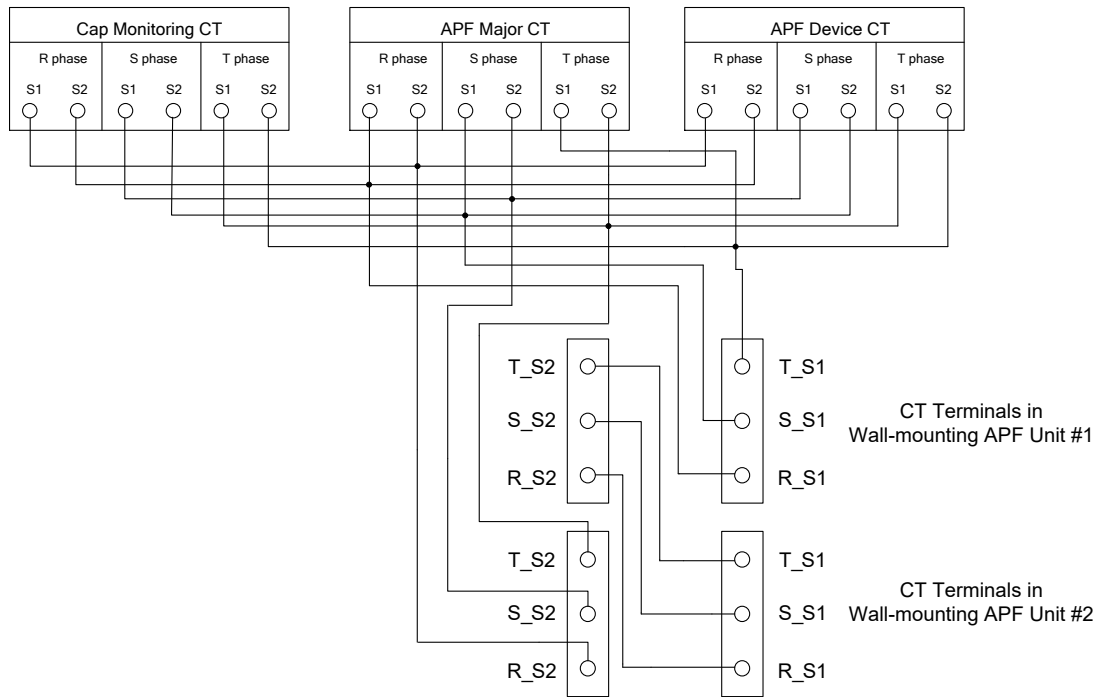 Cap Monitoring CT
R phase S phase T phase
S1 S2 S1 S2 S1 S2
APF Major CT
R phase S phase T phase
S1 S2 S1 S2 S1 S2
APF Device CT
R phase S phase T phase
S1 S2 S1 S2 S1 S2
T_S2
S_S2
R_S2
T_S1
S_S1
R_S1
CT Terminals in
Wall-mounting APF Unit #1
T_S2
S_S2
R_S2
T_S1
S_S1
R_S1
CT Terminals in
Wall-mounting APF Unit #2